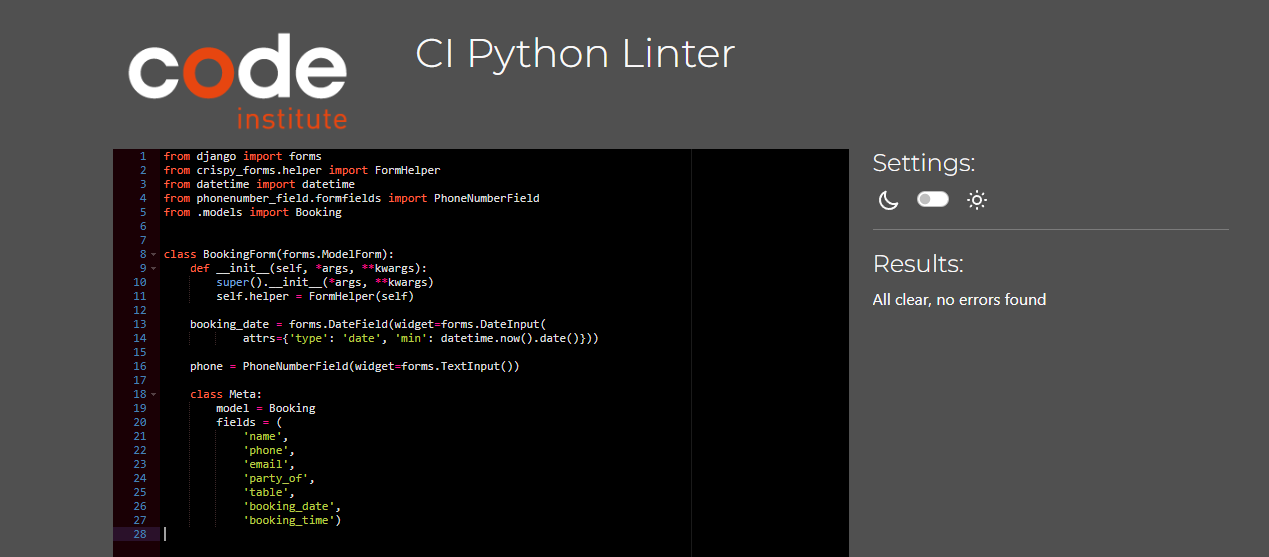 code
institute
CI Python Linter
1 from django import forms
2 from crispy_forms.helper import FormHelper
3 from datetime import datetime
4 from phonenumber_field.formfields import PhoneNumberField
5 from .models import Booking
6
7
8 class BookingForm(forms.ModelForm):
9     def __init__(self, *args, **kwargs):
10         super().__init__(*args, **kwargs)
11         self.helper = FormHelper(self)
12
13     booking_date = forms.DateField(widget=forms.DateInput(
14             attrs={'type': 'date', 'min': datetime.now().date()}))
15
16     phone = PhoneNumberField(widget=forms.TextInput())
17
18     class Meta:
19         model = Booking
20         fields = (
21             'name',
22             'phone',
23             'email',
24             'party_of',
25             'table',
26             'booking_date',
27             'booking_time')
28
Settings:
Results:
All clear, no errors found